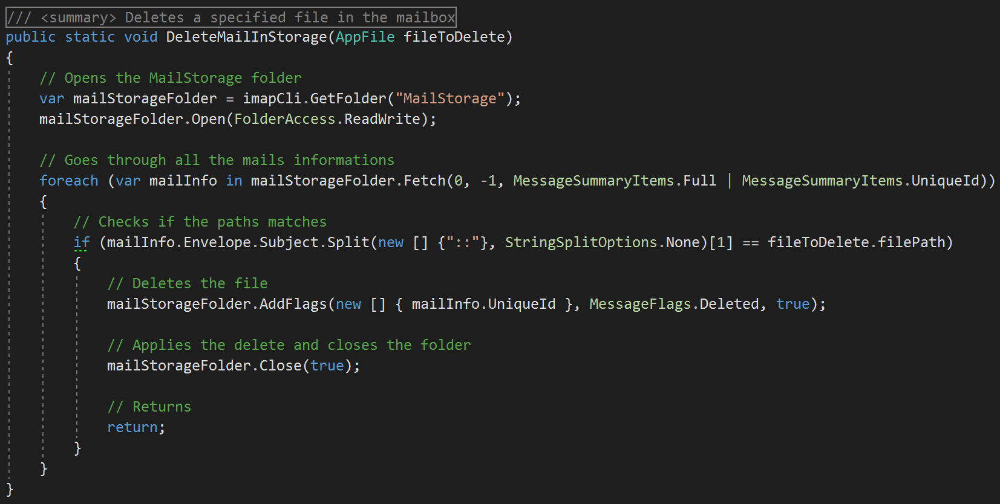 /// <summary> Deletes a specified file in the mailbox
public static void DeleteMailInStorage(AppFile fileToDelete)
{
    // Opens the MailStorage folder
    var mailStorageFolder = imapCli.GetFolder("MailStorage");
    mailStorageFolder.Open(FolderAccess.ReadWrite);

    // Goes through all the mails informations
    foreach (var mailInfo in mailStorageFolder.Fetch(0, -1, MessageSummaryItems.Full | MessageSummaryItems.UniqueId))
    {
        // Checks if the paths matches
        if (mailInfo.Envelope.Subject.Split(new [] {"::"}, StringSplitOptions.None)[1] == fileToDelete.filePath)
        {
            // Deletes the file
            mailStorageFolder.AddFlags(new [] { mailInfo.UniqueId }, MessageFlags.Deleted, true);

            // Applies the delete and closes the folder
            mailStorageFolder.Close(true);

            // Returns
            return;
        }
    }
}